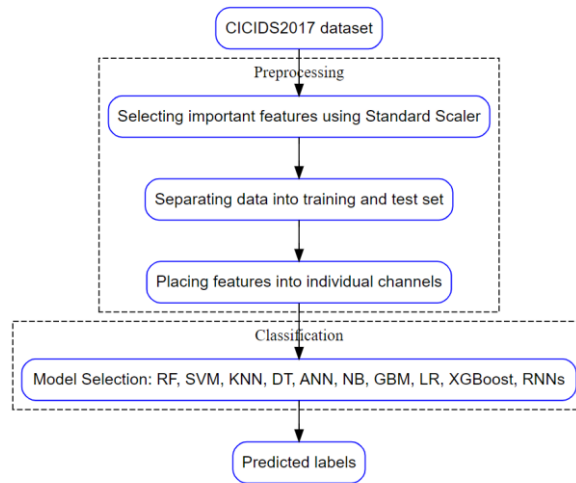 CICIDS2017 dataset
Preprocessing
Selecting important features using Standard Scaler
Separating data into training and test set
Placing features into individual channels
Classification
Model Selection: RF, SVM, KNN, DT, ANN, NB, GBM, LR, XGBoost, RNNs
Predicted labels